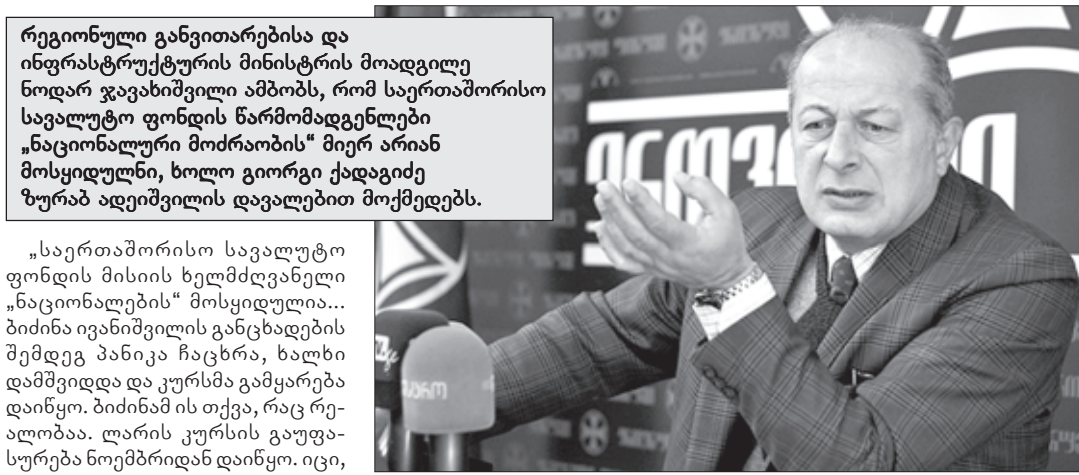 რეგიონული განვითარებისა და
ინფრასტრუქტურის მინისტრის მოადგილე
ნოდარ ჯავახიშვილი ამბობს, რომ საერთაშორისო
სავალუტო ფონდის წარმომადგენლები
„ნაციონალური მოძრაობის“ მიერ არიან
მოსყიდულნი, ხოლო გიორგი ქადაგიძე
ზურაბ ადეიშვილის დავალებით მოქმედებს.
„საერთაშორისო სავალუტო
ფონდის მისიის ხელმძღვანელი
„ნაციონალების“ მოსყიდულია...
ბიძინა ივანიშვილის განცხადების
შემდეგ პანიკა ჩაცხრა, ხალხი
დამშვიდდა და კურსმა გამყარება
დაიწყო. ბიძინამ ის თქვა, რაც რე-
ალობაა. ლარის კურსის გაუფა-
სურება ნოემბრიდან დაიწყო. იცი,